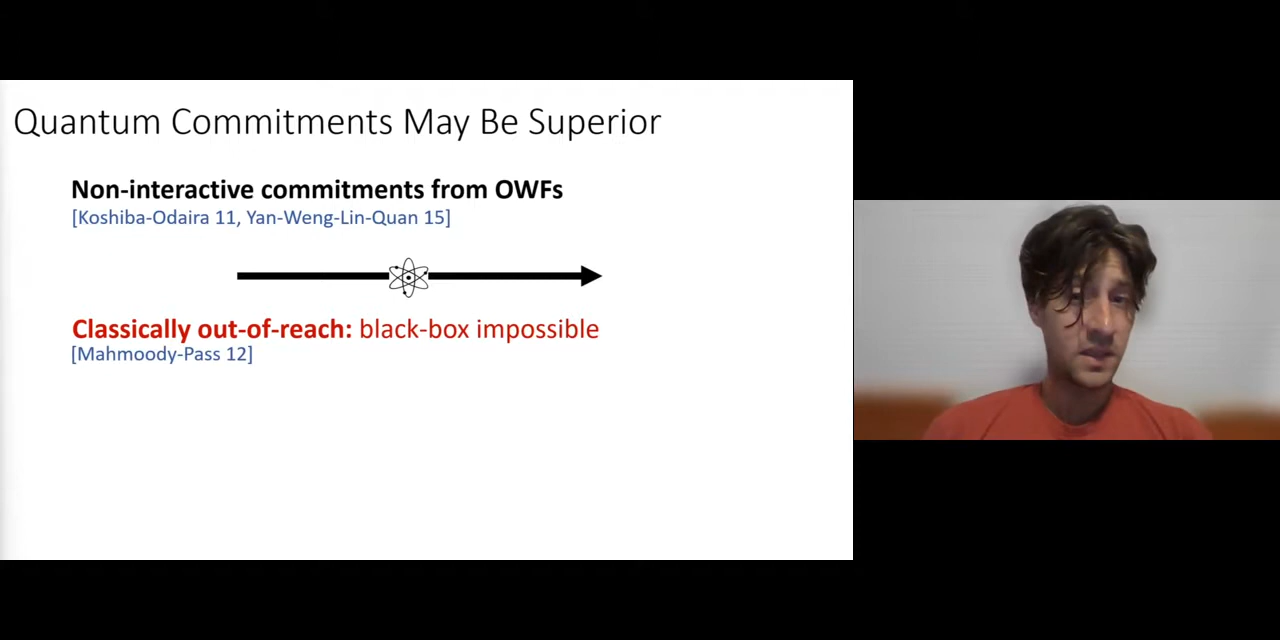 Quantum Commitments May Be Superior
Non-interactive commitments from OWFs
[Koshiba-Odaira 11, Yan-Weng-Lin-Quan 15]
Classically out-of-reach: black-box impossible
[Mahmoody-Pass 12]